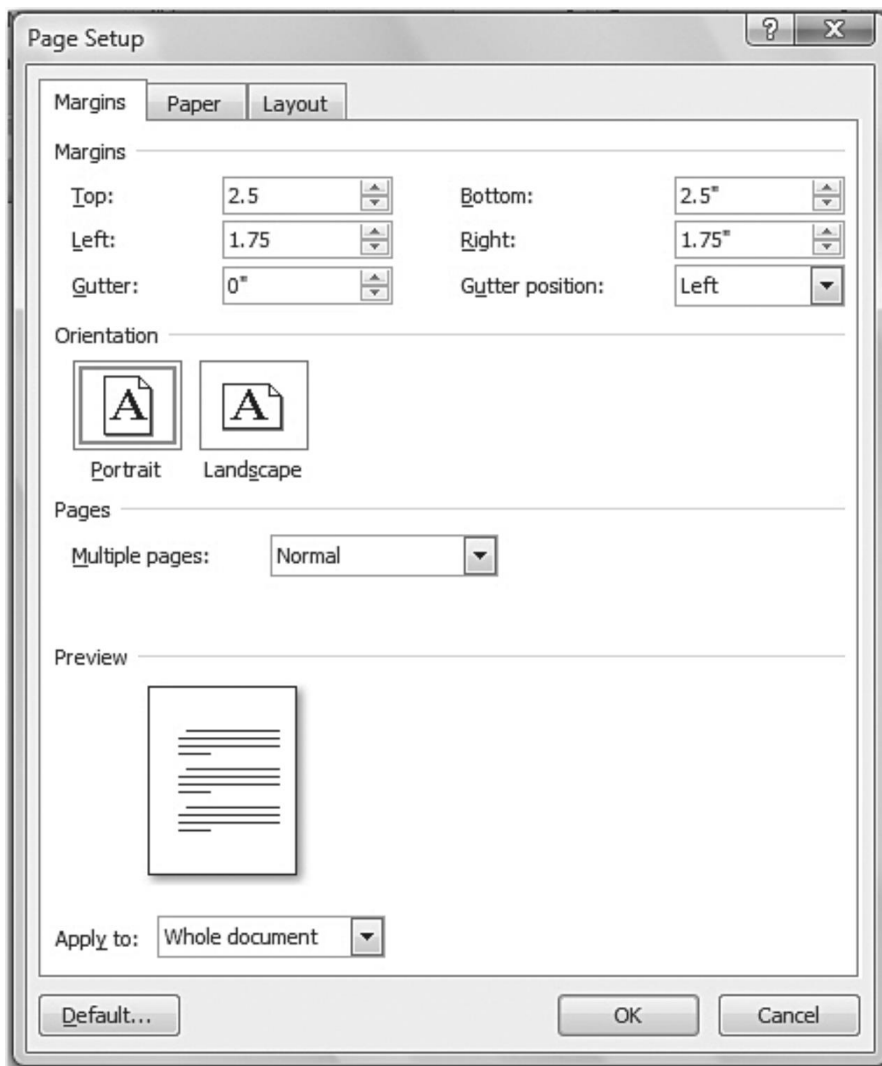 Page Setup ? X
Margins Paper Layout
Margins
Top: 2.5 Bottom: 2.5"
Left: 1.75 Right: 1.75"
Gutter: 0" Gutter position: Left
Orientation
A A
Portrait Landscape
Pages
Multiple pages: Normal
Preview
Apply to: Whole document
Default... OK Cancel